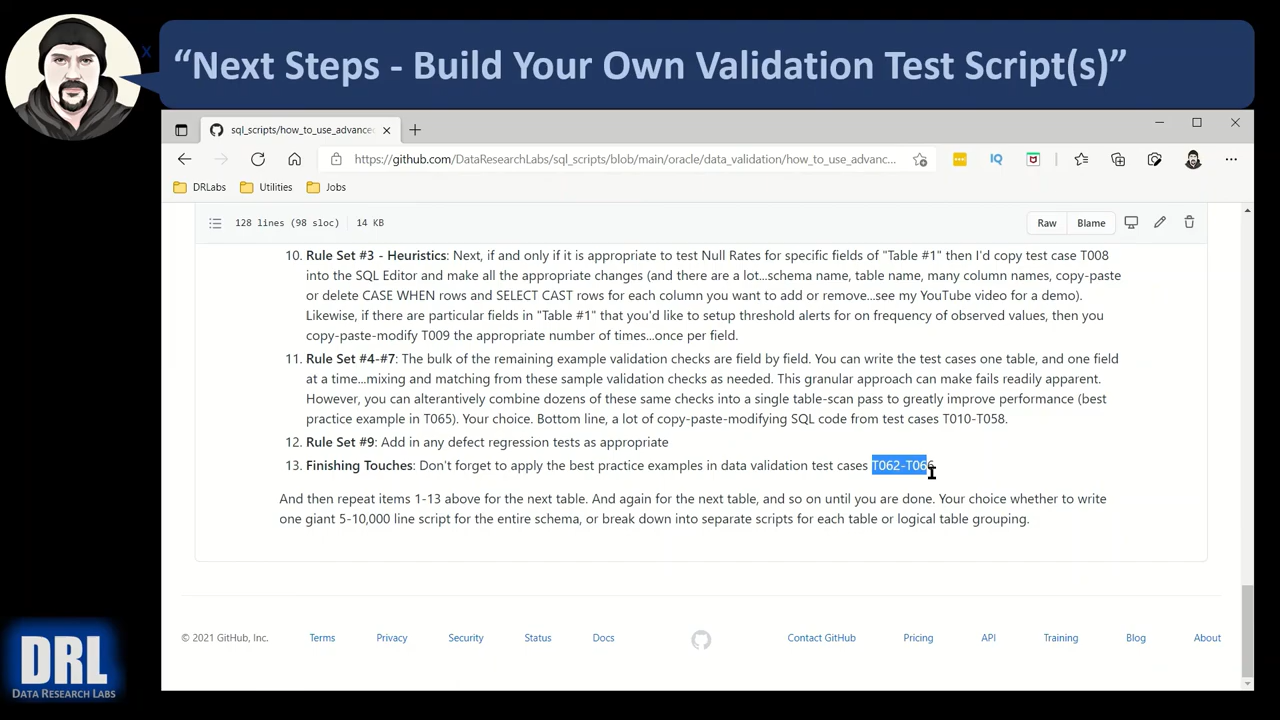 “Next Steps - Build Your Own Validation Test Script(s)”
x
sql_scripts/how_to_use_advance
https://github.com/DataResearchLabs/sql_scripts/blob/main/oracle/data_validation/how_to_use_advanc...
DRLabs Utilities Jobs
128 lines (98 sloc) 14 KB Raw Blame
10. Rule Set #3 - Heuristics: Next, if and only if it is appropriate to test Null Rates for specific fields of "Table #1" then I'd copy test case T008
into the SQL Editor and make all the appropriate changes (and there are a lot...schema name, table name, many column names, copy-paste
or delete CASE WHEN rows and SELECT CAST rows for each column you want to add or remove...see my YouTube video for a demo).
Likewise, if there are particular fields in "Table #1" that you'd like to setup threshold alerts for on frequency of observed values, then you
copy-paste-modify T009 the appropriate number of times...once per field.
11. Rule Set #4-#7: The bulk of the remaining example validation checks are field by field. You can write the test cases one table, and one field
at a time...mixing and matching from these sample validation checks as needed. This granular approach can make fails readily apparent.
However, you can alterantively combine dozens of these same checks into a single table-scan pass to greatly improve performance (best
practice example in T065). Your choice. Bottom line, a lot of copy-paste-modifying SQL code from test cases T010-T058.
12. Rule Set #9: Add in any defect regression tests as appropriate
13. Finishing Touches: Don't forget to apply the best practice examples in data validation test cases T062-T066
And then repeat items 1-13 above for the next table. And again for the next table, and so on until you are done. Your choice whether to write
one giant 5-10,000 line script for the entire schema, or break down into separate scripts for each table or logical table grouping.
© 2021 GitHub, Inc. Terms Privacy Security Status Docs Contact GitHub Pricing API Training Blog About
DRL
DATA RESEARCH LABS